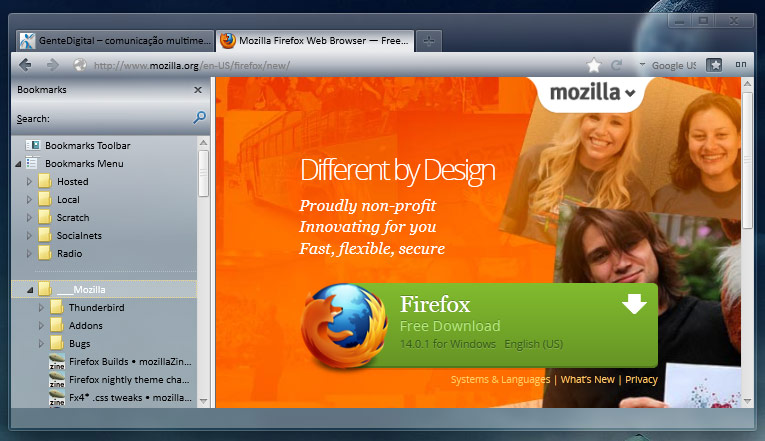 GenteDigital – comunicação multime...
Mozilla Firefox Web Browser — Free...
http://www.mozilla.org/en-US/firefox/new/
Google US
Bookmarks
Search:
Bookmarks Toolbar
Bookmarks Menu
Hosted
Local
Scratch
Socialnets
Radio
___Mozilla
Thunderbird
Addons
Bugs
zine Firefox Builds • mozillaZin...
zine Firefox nightly theme cha...
zine Fx4* .css tweaks • mozilla...
mozilla
Different by Design
Proudly non-profit
Innovating for you
Fast, flexible, secure
Firefox
Free Download
14.0.1 for Windows English (US)
Systems & Languages | What's New | Privacy